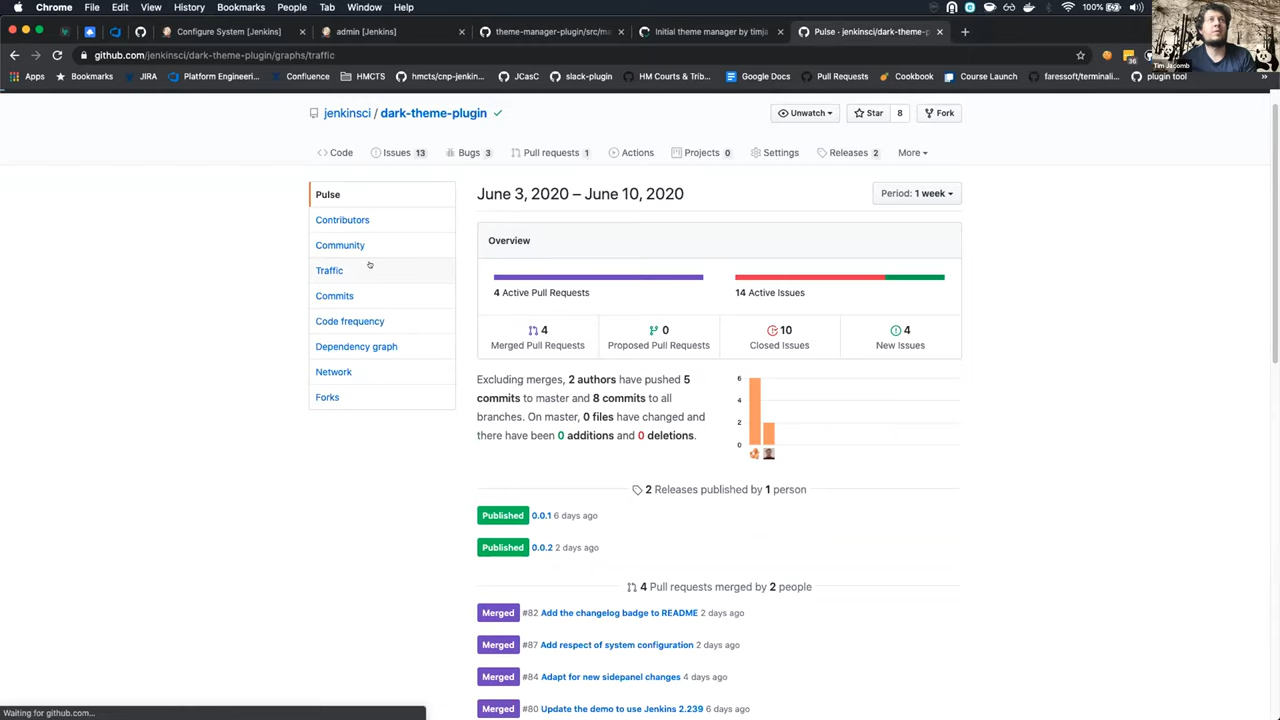 Chrome File Edit View History Bookmarks People Tab Window Help 100%
Configure System [Jenkins] × admin [Jenkins] × theme-manager-plugin/src/ma × Initial theme manager by timja × Pulse · jenkinsci/dark-theme-p × +
github.com/jenkinsci/dark-theme-plugin/graphs/traffic 36
Tim Jacomb
Apps Bookmarks JIRA Platform Engineeri... Confluence HMCTS hmcts/cnp-jenki... JCasC slack-plugin HM Courts & Trib... Google Docs Pull Requests Cookbook Course Launch faressoft/terminali... plugin tool »
jenkinsci / dark-theme-plugin
Unwatch Star 8 Fork
Code Issues 13 Bugs 3 Pull requests 1 Actions Projects 0 Settings Releases 2 More
Pulse
Contributors
Community
Traffic
Commits
Code frequency
Dependency graph
Network
Forks
June 3, 2020 – June 10, 2020
Period: 1 week
Overview
4 Active Pull Requests
14 Active Issues
4
Merged Pull Requests
0
Proposed Pull Requests
10
Closed Issues
4
New Issues
Excluding merges, 2 authors have pushed 5
commits to master and 8 commits to all
branches. On master, 0 files have changed and
there have been 0 additions and 0 deletions.
6
4
2
0
2 Releases published by 1 person
Published 0.0.1 6 days ago
Published 0.0.2 2 days ago
4 Pull requests merged by 2 people
Merged #82 Add the changelog badge to README 2 days ago
Merged #87 Add respect of system configuration 2 days ago
Merged #84 Adapt for new sidepanel changes 4 days ago
Merged #80 Update the demo to use Jenkins 2.239 6 days ago
Waiting for github.com...